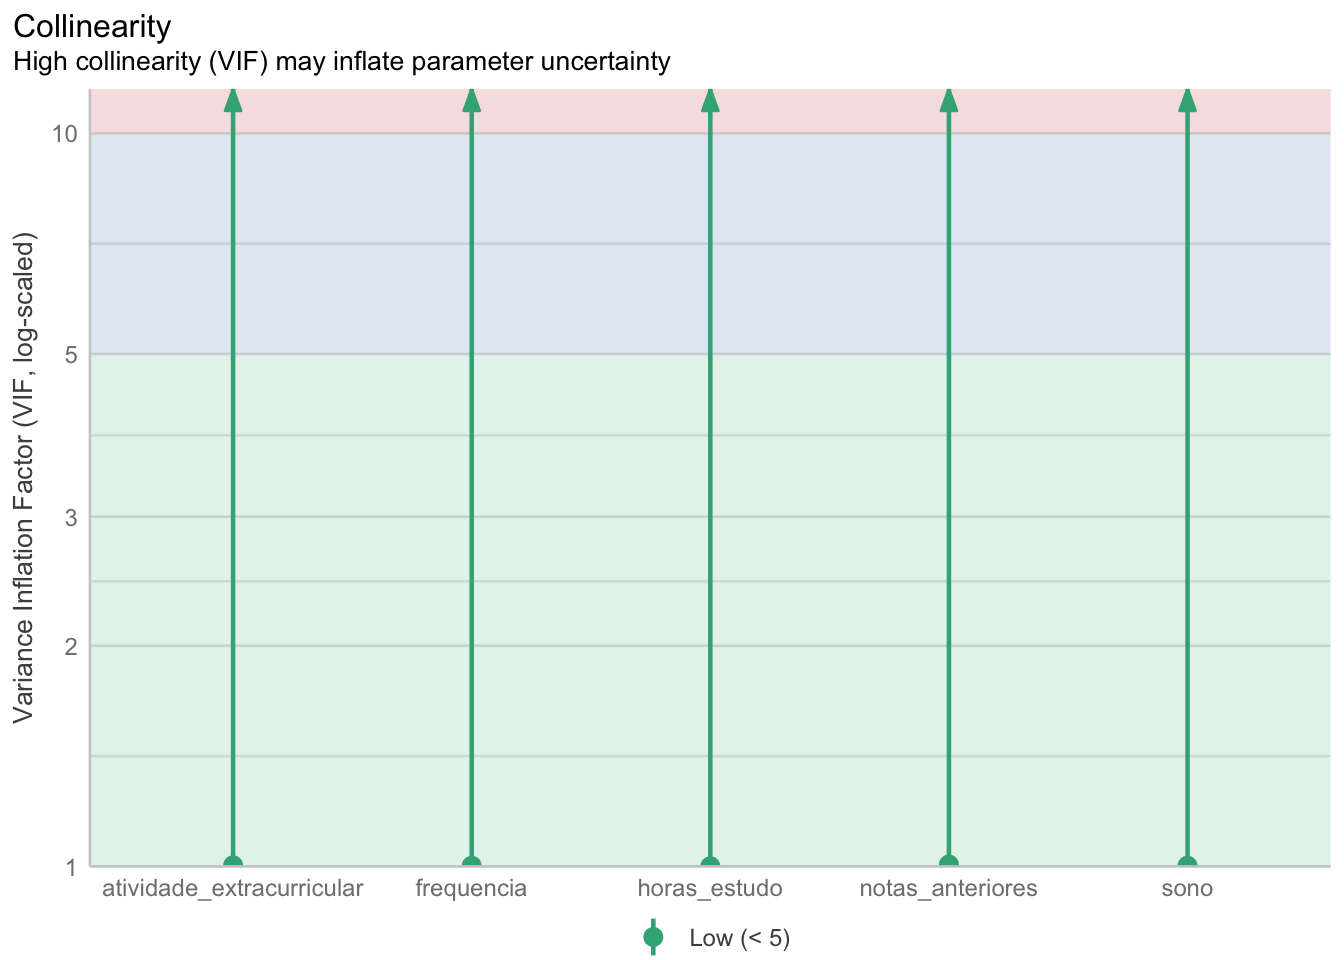 Collinearity
High collinearity (VIF) may inflate parameter uncertainty
Variance Inflation Factor (VIF, log-scaled)
10
5
3
2
1
atividade_extracurricular
frequencia
horas_estudo
notas_anteriores
sono
Low (< 5)